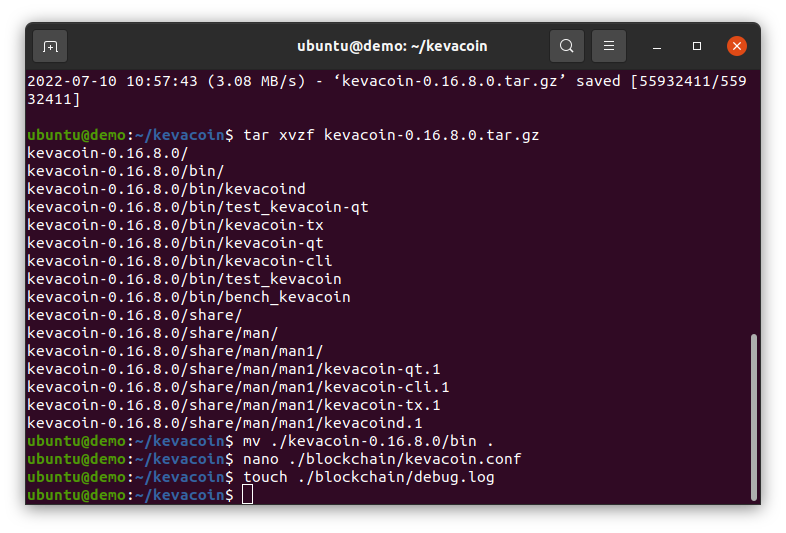 ubuntu@demo: ~/kevacoin
2022-07-10 10:57:43 (3.08 MB/s) - ‘kevacoin-0.16.8.0.tar.gz’ saved [55932411/559
32411]
ubuntu@demo:~/kevacoin$ tar xvzf kevacoin-0.16.8.0.tar.gz
kevacoin-0.16.8.0/
kevacoin-0.16.8.0/bin/
kevacoin-0.16.8.0/bin/kevacoind
kevacoin-0.16.8.0/bin/test_kevacoin-qt
kevacoin-0.16.8.0/bin/kevacoin-tx
kevacoin-0.16.8.0/bin/kevacoin-qt
kevacoin-0.16.8.0/bin/kevacoin-cli
kevacoin-0.16.8.0/bin/test_kevacoin
kevacoin-0.16.8.0/bin/bench_kevacoin
kevacoin-0.16.8.0/share/
kevacoin-0.16.8.0/share/man/
kevacoin-0.16.8.0/share/man/man1/
kevacoin-0.16.8.0/share/man/man1/kevacoin-qt.1
kevacoin-0.16.8.0/share/man/man1/kevacoin-cli.1
kevacoin-0.16.8.0/share/man/man1/kevacoin-tx.1
kevacoin-0.16.8.0/share/man/man1/kevacoind.1
ubuntu@demo:~/kevacoin$ mv ./kevacoin-0.16.8.0/bin .
ubuntu@demo:~/kevacoin$ nano ./blockchain/kevacoin.conf
ubuntu@demo:~/kevacoin$ touch ./blockchain/debug.log
ubuntu@demo:~/kevacoin$